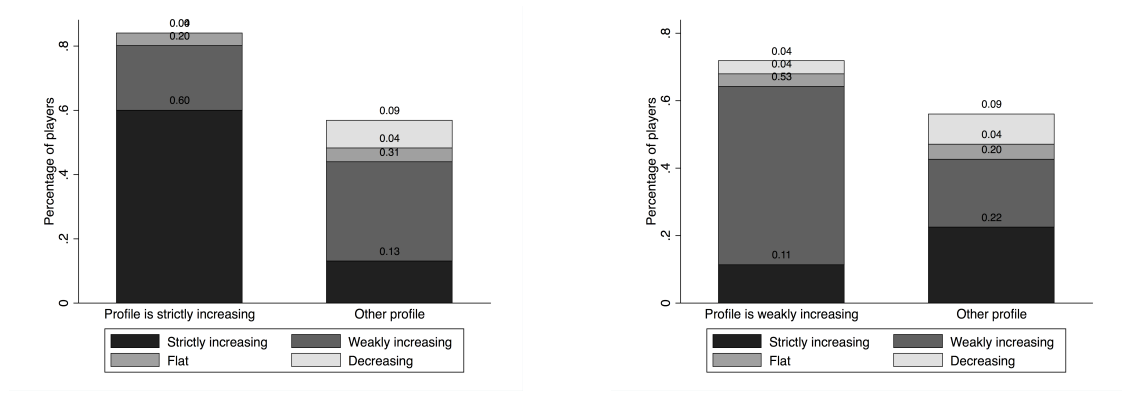 Percentage of players
.8
.6
.4
.2
0
0.20
0.60
0.09
0.04
0.31
0.13
Profile is strictly increasing
Other profile
Strictly increasing
Weakly increasing
Flat
Decreasing
Percentage of players
.8
.6
.4
.2
0
0.04
0.04
0.53
0.11
0.09
0.04
0.20
0.22
Profile is weakly increasing
Other profile
Strictly increasing
Weakly increasing
Flat
Decreasing